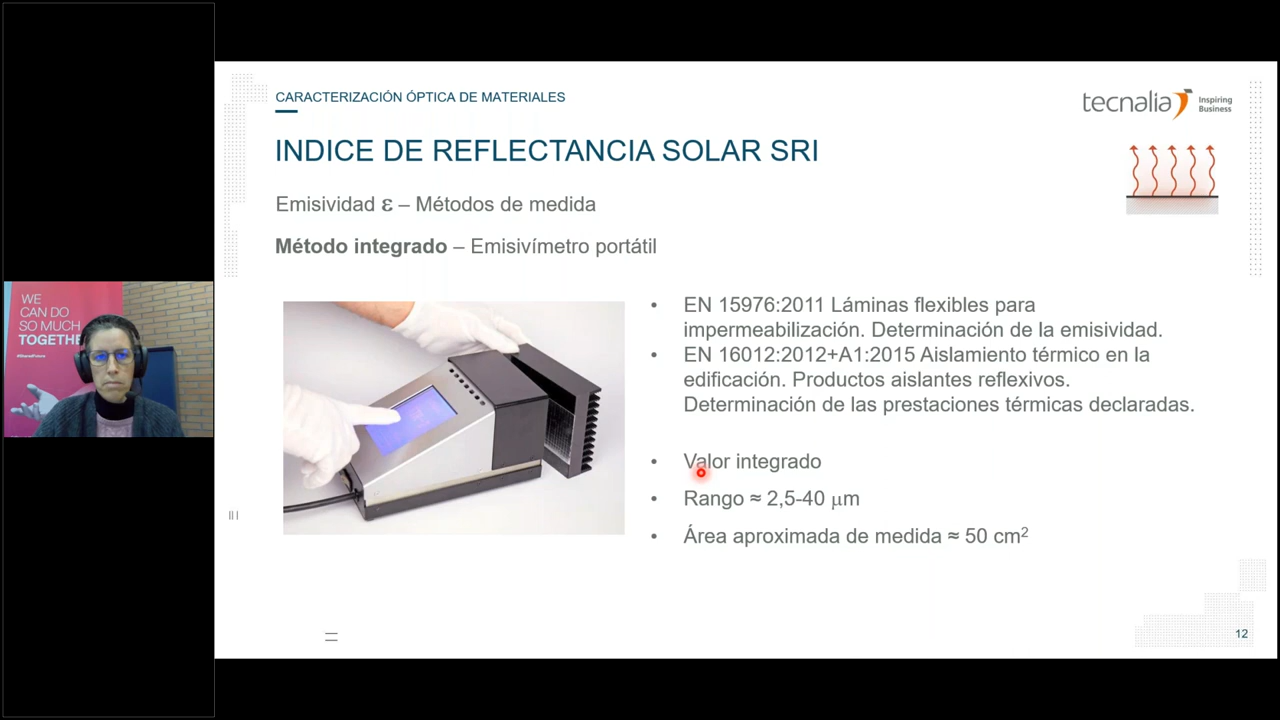 CARACTERIZACIÓN ÓPTICA DE MATERIALES
tecnalia Inspiring
Business
INDICE DE REFLECTANCIA SOLAR SRI
Emisividad ε – Métodos de medida
Método integrado – Emisivímetro portátil
• EN 15976:2011 Láminas flexibles para
impermeabilización. Determinación de la emisividad.
• EN 16012:2012+A1:2015 Aislamiento térmico en la
edificación. Productos aislantes reflexivos.
Determinación de las prestaciones térmicas declaradas.
• Valor integrado
• Rango ≈ 2,5-40 μm
• Área aproximada de medida ≈ 50 cm²
12
WE
CAN DO
SO MUCH
TOGETHE